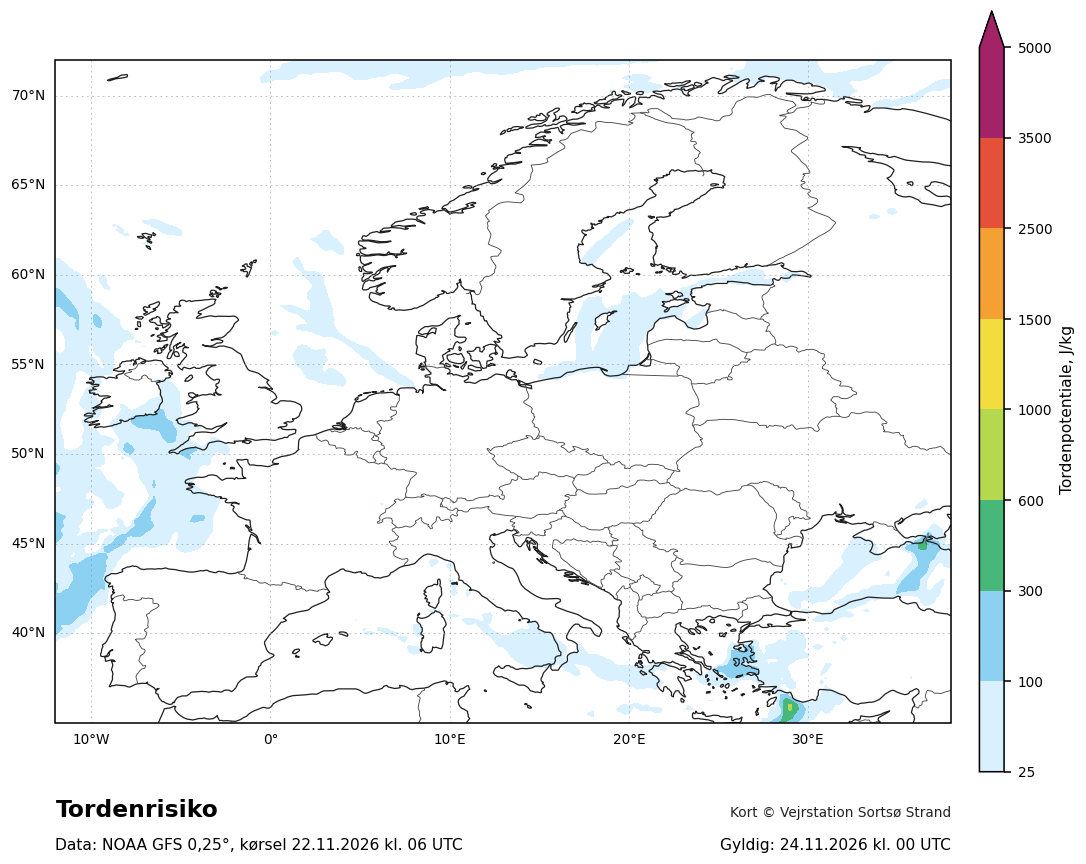 70°N
65°N
60°N
55°N
50°N
45°N
40°N
10°W
0°
10°E
20°E
30°E
5000
3500
2500
1500
1000
600
300
100
25
Tordenpotentiale, J/kg
Tordenrisiko
Kort © Vejrstation Sortsø Strand
Data: NOAA GFS 0,25°, kørsel 22.11.2026 kl. 06 UTC
Gyldig: 24.11.2026 kl. 00 UTC